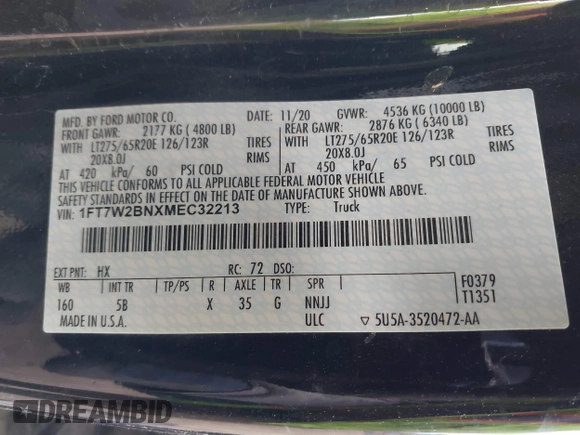 MFD. BY FORD MOTOR CO. DATE: 11/20 GVWR: 4536 KG (10000 LB)
FRONT GAWR: 2177 KG ( 4800 LB) REAR GAWR: 2876 KG ( 6340 LB)
WITH LT275/65R20E 126/123R TIRES WITH LT275/65R20E 126/123R TIRES
20X8.0J RIMS 20X8.0J RIMS
AT 420 kPa/ 60 PSI COLD AT 450 kPa/ 65 PSI COLD
THIS VEHICLE CONFORMS TO ALL APPLICABLE FEDERAL MOTOR VEHICLE
SAFETY STANDARDS IN EFFECT ON THE DATE OF MANUFACTURE SHOWN ABOVE.
VIN: 1FT7W2BNXMEC32213 TYPE: Truck
EXT PNT: HX RC: 72 DSO:
WB INT TR TP/PS R AXLE TR SPR F0379
160 5B X 35 G NNJJ T1351
MADE IN U.S.A. ULC ▽ 5U5A-3520472-AA
DREAMBID